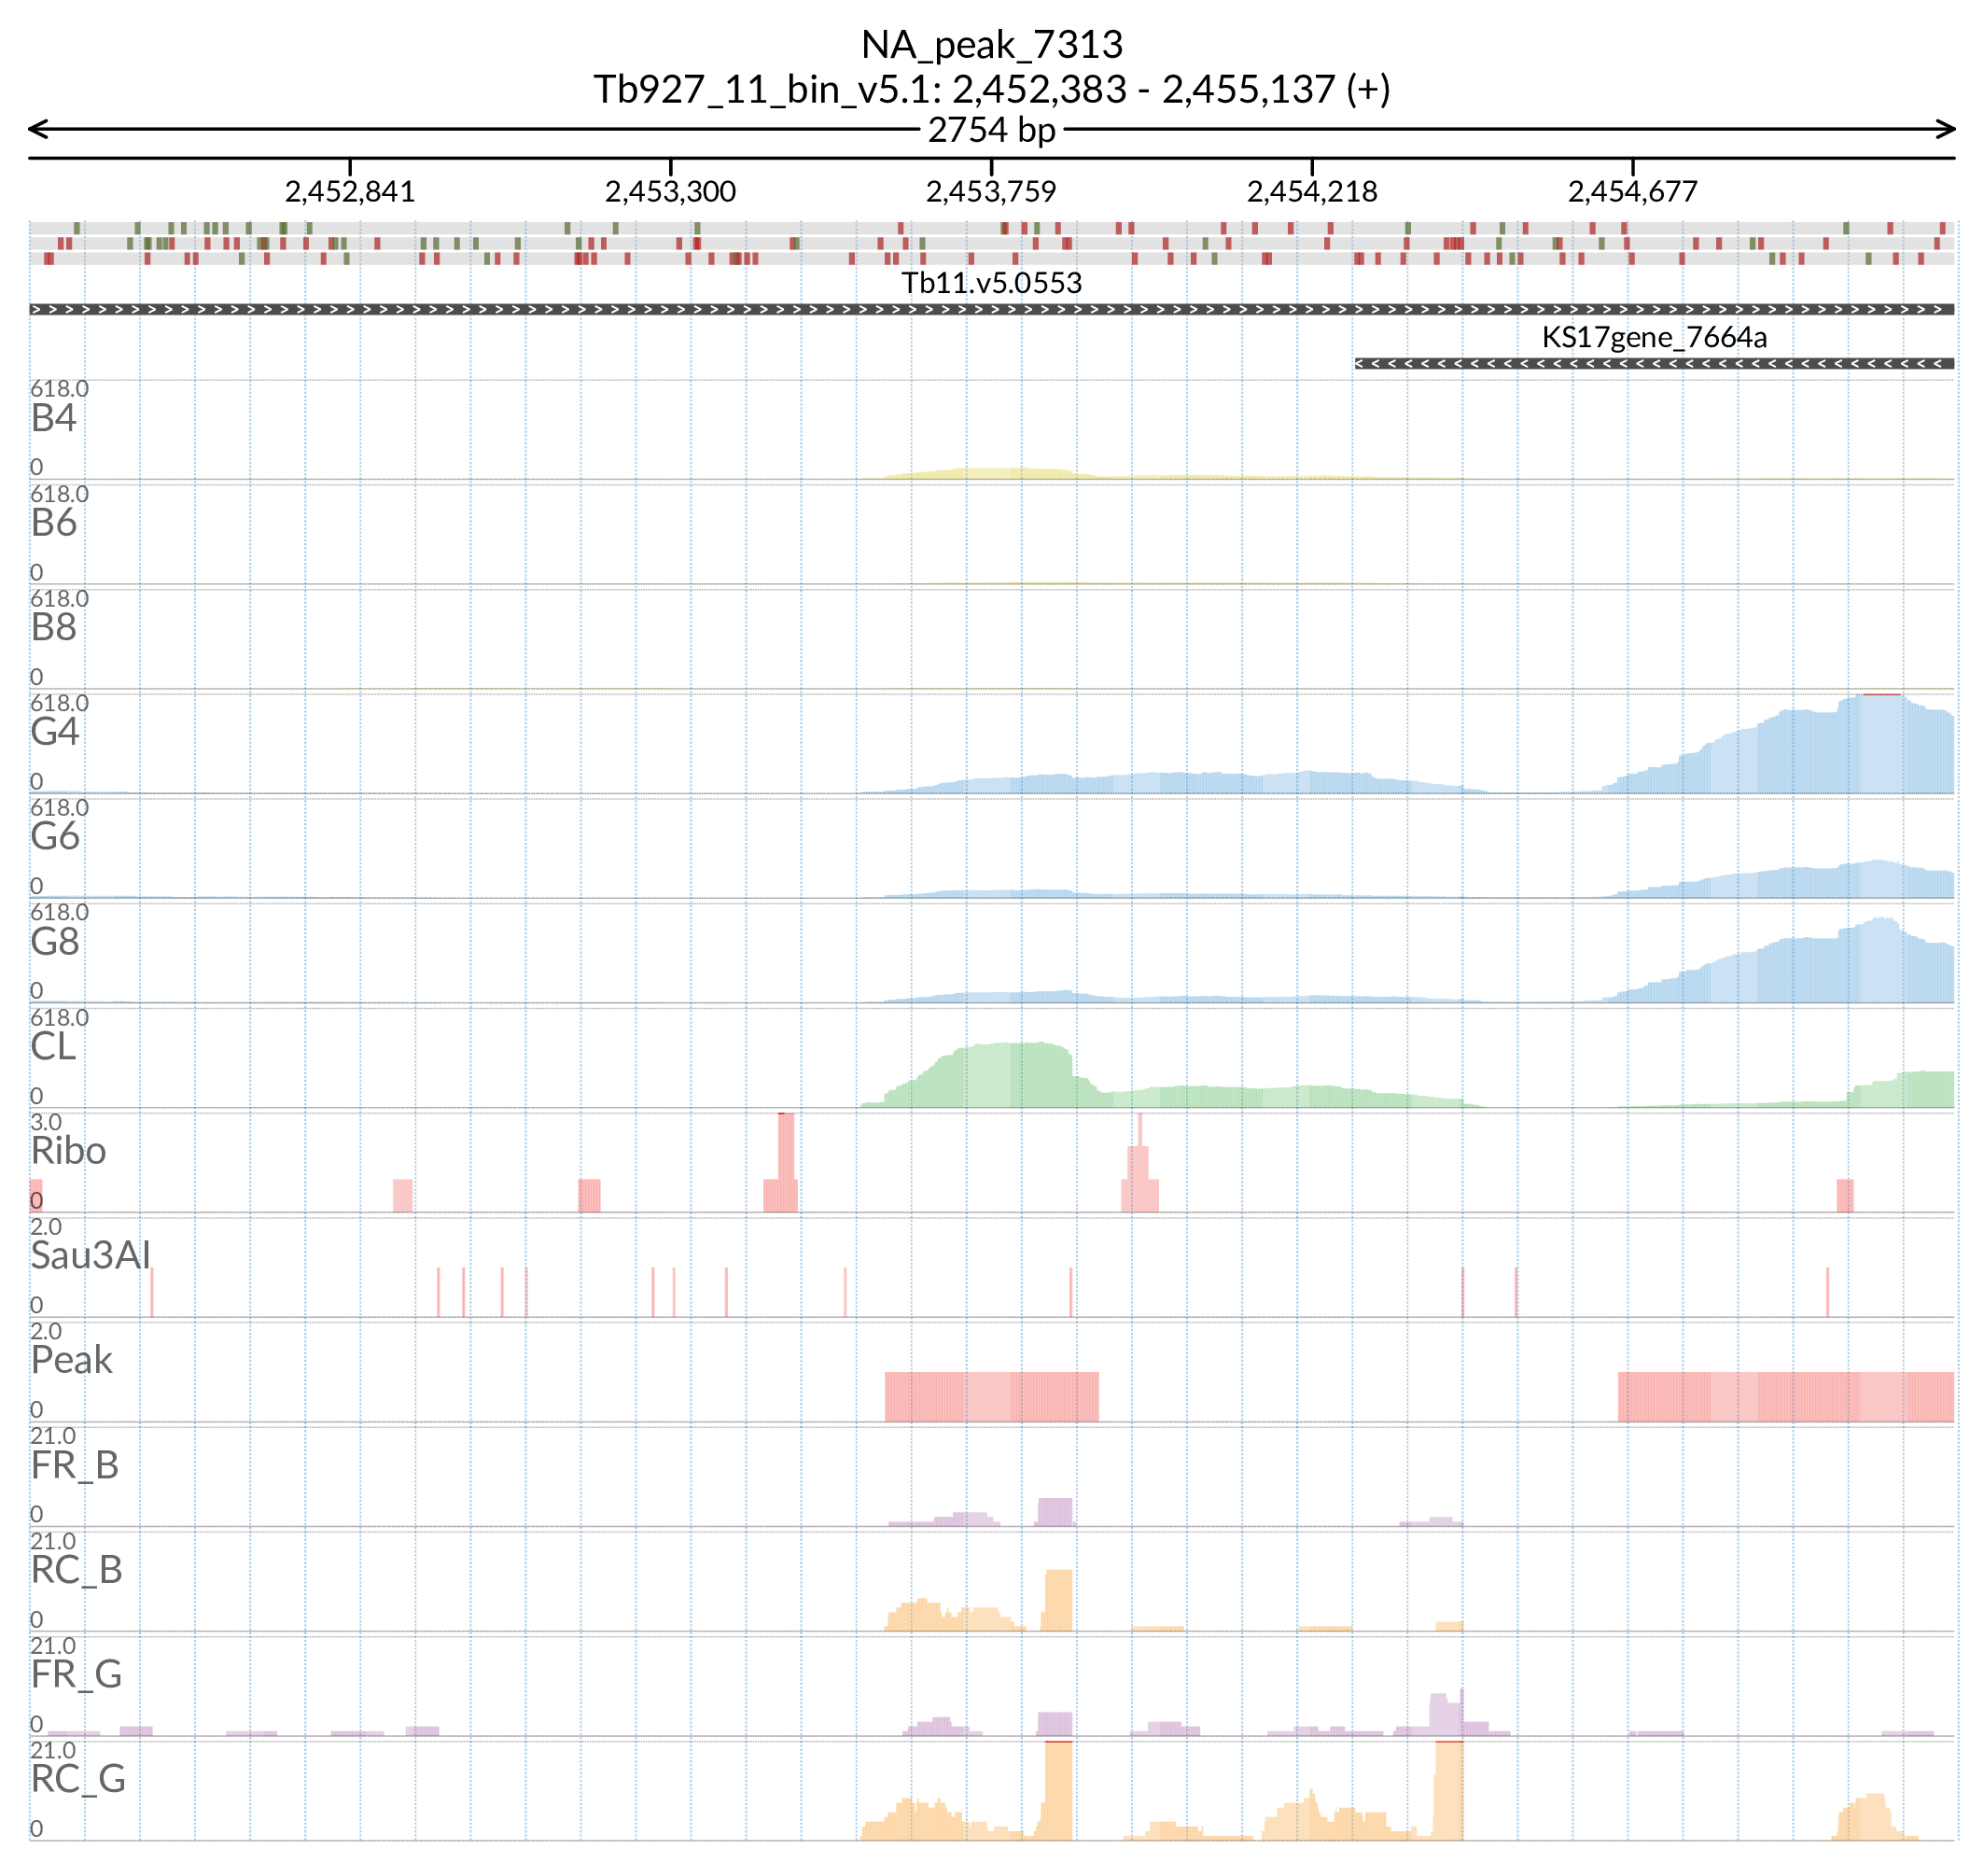 NA_peak_7313
Tb927_11_bin_v5.1: 2,452,383 - 2,455,137 (+)
2754 bp
2,452,841 2,453,300 2,453,759 2,454,218 2,454,677
Tb11.v5.0553
KS17gene_7664a
618.0
B4
0
618.0
B6
0
618.0
B8
0
618.0
G4
0
618.0
G6
0
618.0
G8
0
618.0
CL
0
3.0
Ribo
0
2.0
Sau3AI
0
2.0
Peak
0
21.0
FR_B
0
21.0
RC_B
0
21.0
FR_G
0
21.0
RC_G
0